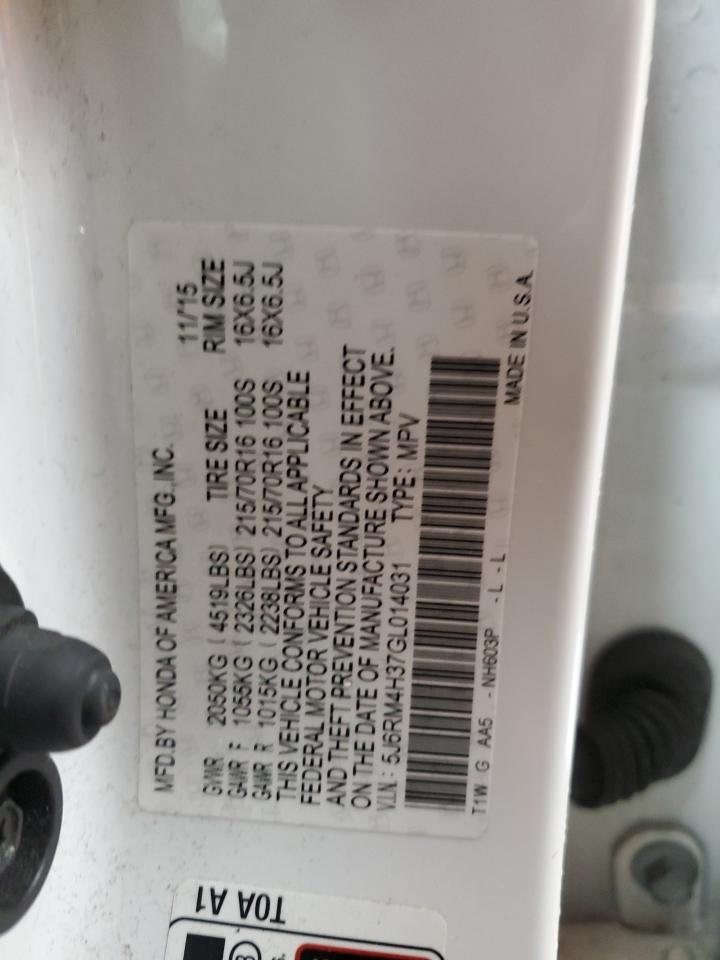 MFD.BY HONDA OF AMERICA MFG.,INC. 11/15
TIRE SIZE RIM SIZE
GVWR 2050KG ( 4519LBS)
GAWR F 1055KG ( 2326LBS) 215/70R16 100S 16X6.5J
GAWR R 1015KG ( 2238LBS) 215/70R16 100S 16X6.5J
THIS VEHICLE CONFORMS TO ALL APPLICABLE
FEDERAL MOTOR VEHICLE SAFETY
AND THEFT PREVENTION STANDARDS IN EFFECT
ON THE DATE OF MANUFACTURE SHOWN ABOVE.
V.I.N.: 5J6RM4H37GL014031 TYPE: MPV
T1W G AA5 - NH603P - L - L
MADE IN U.S.A.
T0A A1